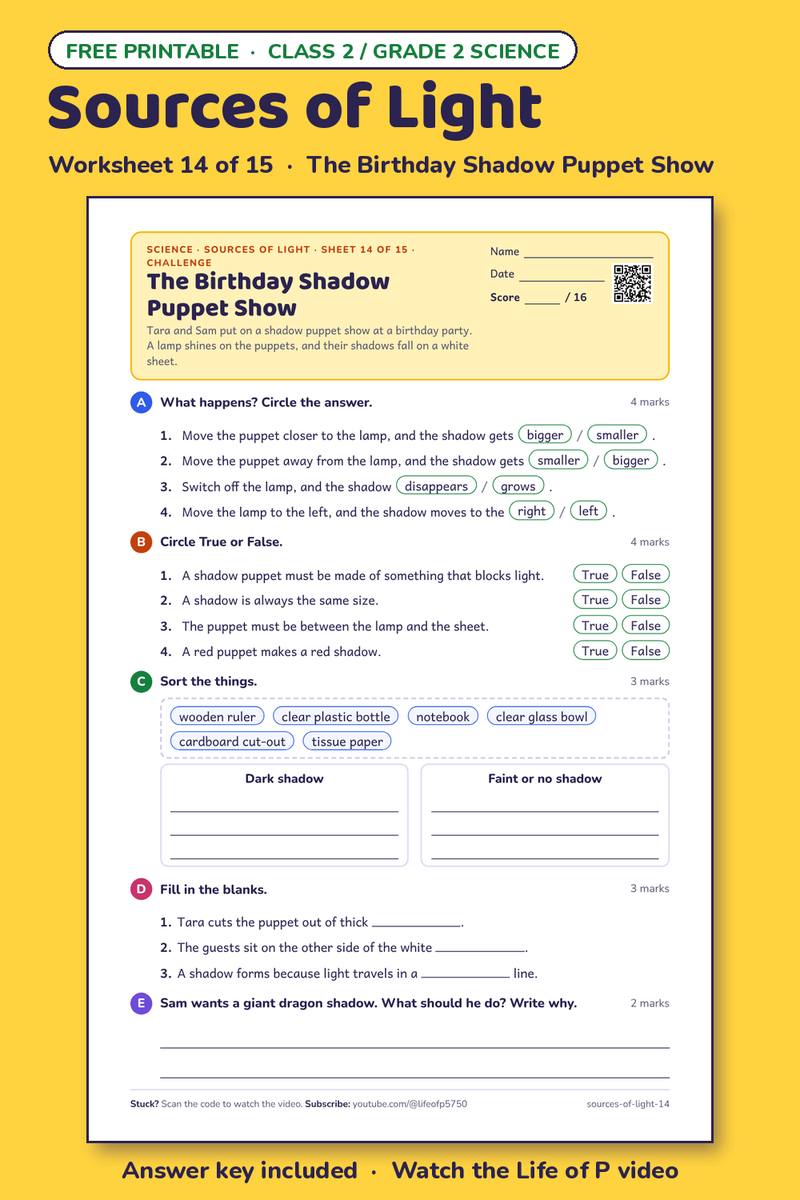 FREE PRINTABLE · CLASS 2 / GRADE 2 SCIENCE
Sources of Light
Worksheet 14 of 15 · The Birthday Shadow Puppet Show
SCIENCE · SOURCES OF LIGHT · SHEET 14 OF 15 ·
CHALLENGE
The Birthday Shadow
Puppet Show
Tara and Sam put on a shadow puppet show at a birthday party.
A lamp shines on the puppets, and their shadows fall on a white
sheet.
Name ____________
Date ____________
Score ______ / 16
A What happens? Circle the answer. 4 marks
1. Move the puppet closer to the lamp, and the shadow gets bigger / smaller .
2. Move the puppet away from the lamp, and the shadow gets smaller / bigger .
3. Switch off the lamp, and the shadow disappears / grows .
4. Move the lamp to the left, and the shadow moves to the right / left .
B Circle True or False. 4 marks
1. A shadow puppet must be made of something that blocks light. True False
2. A shadow is always the same size. True False
3. The puppet must be between the lamp and the sheet. True False
4. A red puppet makes a red shadow. True False
C Sort the things. 3 marks
wooden ruler clear plastic bottle notebook clear glass bowl
cardboard cut-out tissue paper
Dark shadow Faint or no shadow
D Fill in the blanks. 3 marks
1. Tara cuts the puppet out of thick ____________.
2. The guests sit on the other side of the white ____________.
3. A shadow forms because light travels in a ____________ line.
E Sam wants a giant dragon shadow. What should he do? Write why. 2 marks
Stuck? Scan the code to watch the video. Subscribe: youtube.com/@lifeofp5750 sources-of-light-14
Answer key included · Watch the Life of P video